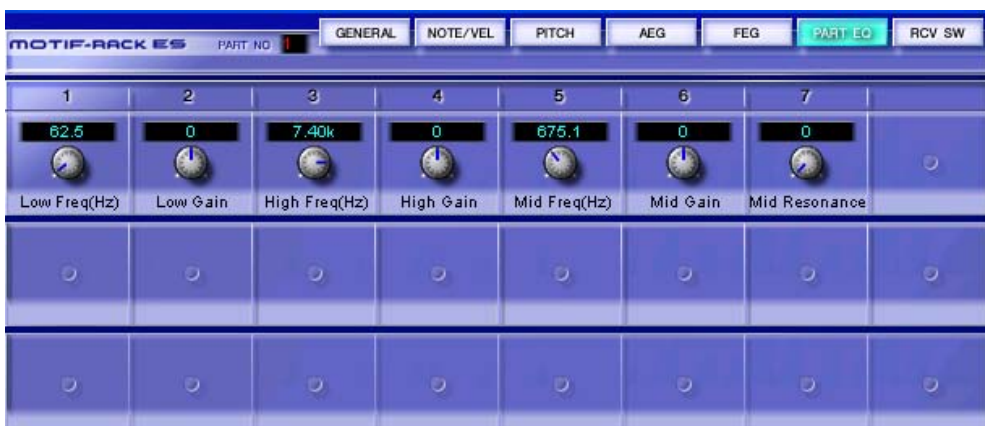 MOTIF-RACK ES PART NO 1 GENERAL NOTE/VEL PITCH AEG FEG PART EQ RCV SW
1 2 3 4 5 6 7
62.5 0 7.40k 0 675.1 0 0
Low Freq(Hz) Low Gain High Freq(Hz) High Gain Mid Freq(Hz) Mid Gain Mid Resonance